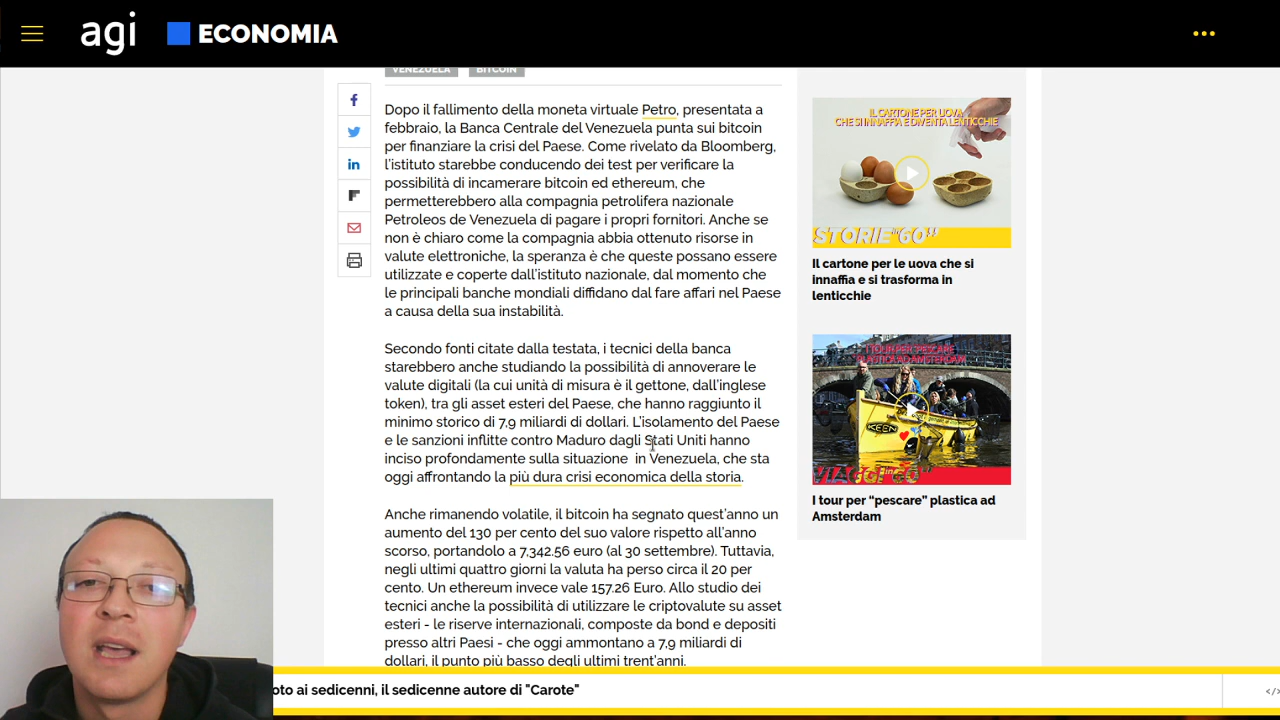 agi
ECONOMIA
VENEZUELA
BITCOIN
Dopo il fallimento della moneta virtuale Petro, presentata a
febbraio, la Banca Centrale del Venezuela punta sui bitcoin
per finanziare la crisi del Paese. Come rivelato da Bloomberg,
l'istituto starebbe conducendo dei test per verificare la
possibilità di incamerare bitcoin ed ethereum, che
permetterebbero alla compagnia petrolifera nazionale
Petroleos de Venezuela di pagare i propri fornitori. Anche se
non è chiaro come la compagnia abbia ottenuto risorse in
valute elettroniche, la speranza è che queste possano essere
utilizzate e coperte dall'istituto nazionale, dal momento che
le principali banche mondiali diffidano dal fare affari nel Paese
a causa della sua instabilità.
Secondo fonti citate dalla testata, i tecnici della banca
starebbero anche studiando la possibilità di annoverare le
valute digitali (la cui unità di misura è il gettone, dall'inglese
token), tra gli asset esteri del Paese, che hanno raggiunto il
minimo storico di 7,9 miliardi di dollari. L'isolamento del Paese
e le sanzioni inflitte contro Maduro dagli Stati Uniti hanno
inciso profondamente sulla situazione in Venezuela, che sta
oggi affrontando la più dura crisi economica della storia.
Anche rimanendo volatile, il bitcoin ha segnato quest'anno un
aumento del 130 per cento del suo valore rispetto all'anno
scorso, portandolo a 7,342.56 euro (al 30 settembre). Tuttavia,
negli ultimi quattro giorni la valuta ha perso circa il 20 per
cento. Un ethereum invece vale 157.26 Euro. Allo studio dei
tecnici anche la possibilità di utilizzare le criptovalute su asset
esteri - le riserve internazionali, composte da bond e depositi
presso altri Paesi - che oggi ammontano a 7,9 miliardi di
dollari, il punto più basso degli ultimi trent'anni.
IL CARTONE PER UOVA
CHE SI INNAFFIA E DIVENTA LENTICCHIE
STORIE"60"
Il cartone per le uova che si
innaffia e si trasforma in
lenticchie
I TOUR PER "PESCARE"
PLASTICA AD AMSTERDAM
KEEN
VIAGGI"60"
I tour per "pescare" plastica ad
Amsterdam
oto ai sedicenni, il sedicenne autore di "Carote"
</>